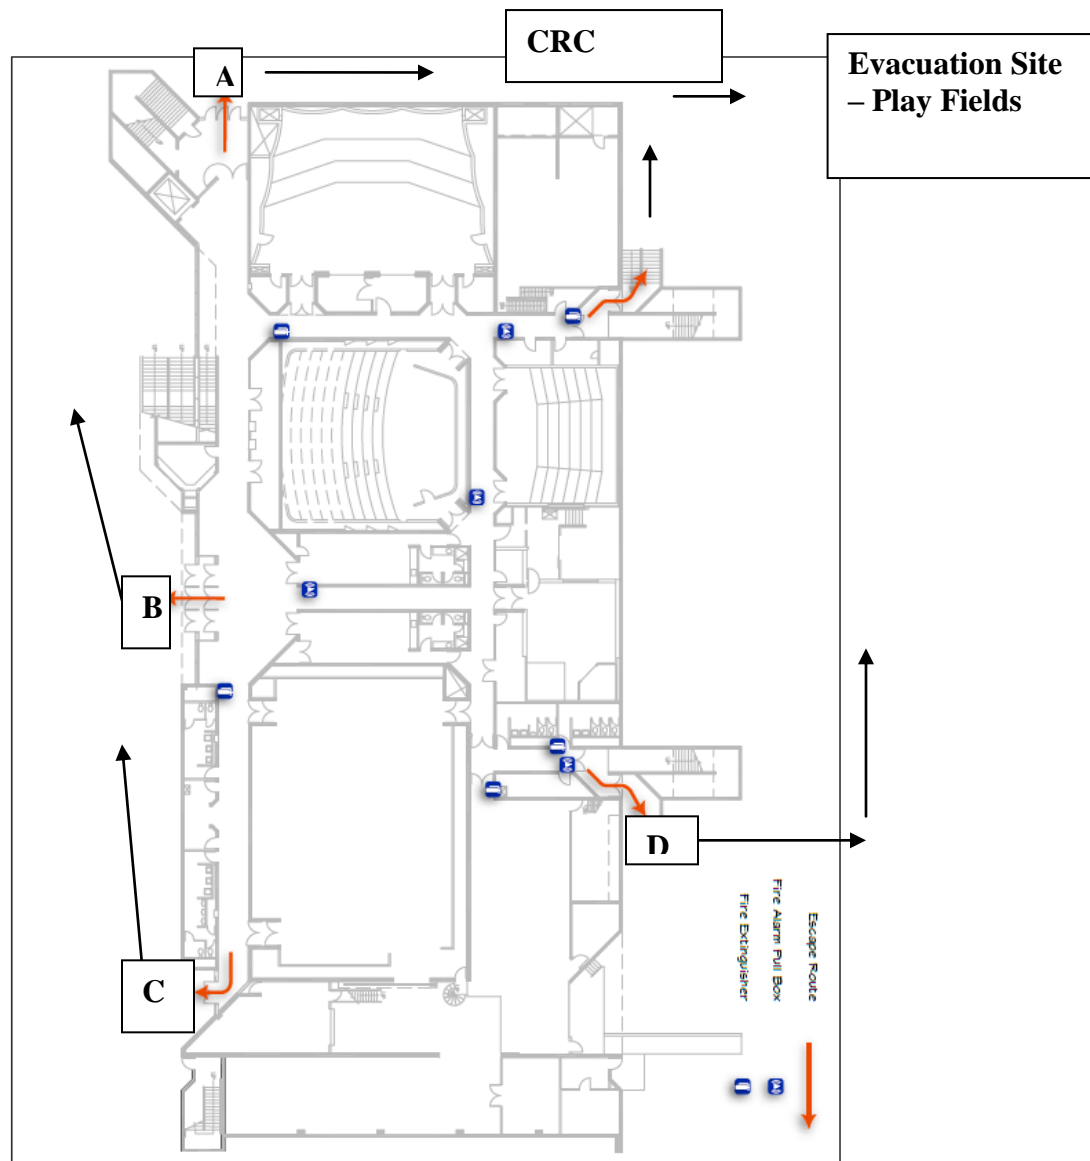 CRC
Evacuation Site
– Play Fields
A
B
C
D
Escape Route
Fire Alarm Pull Box
Fire Extinguisher